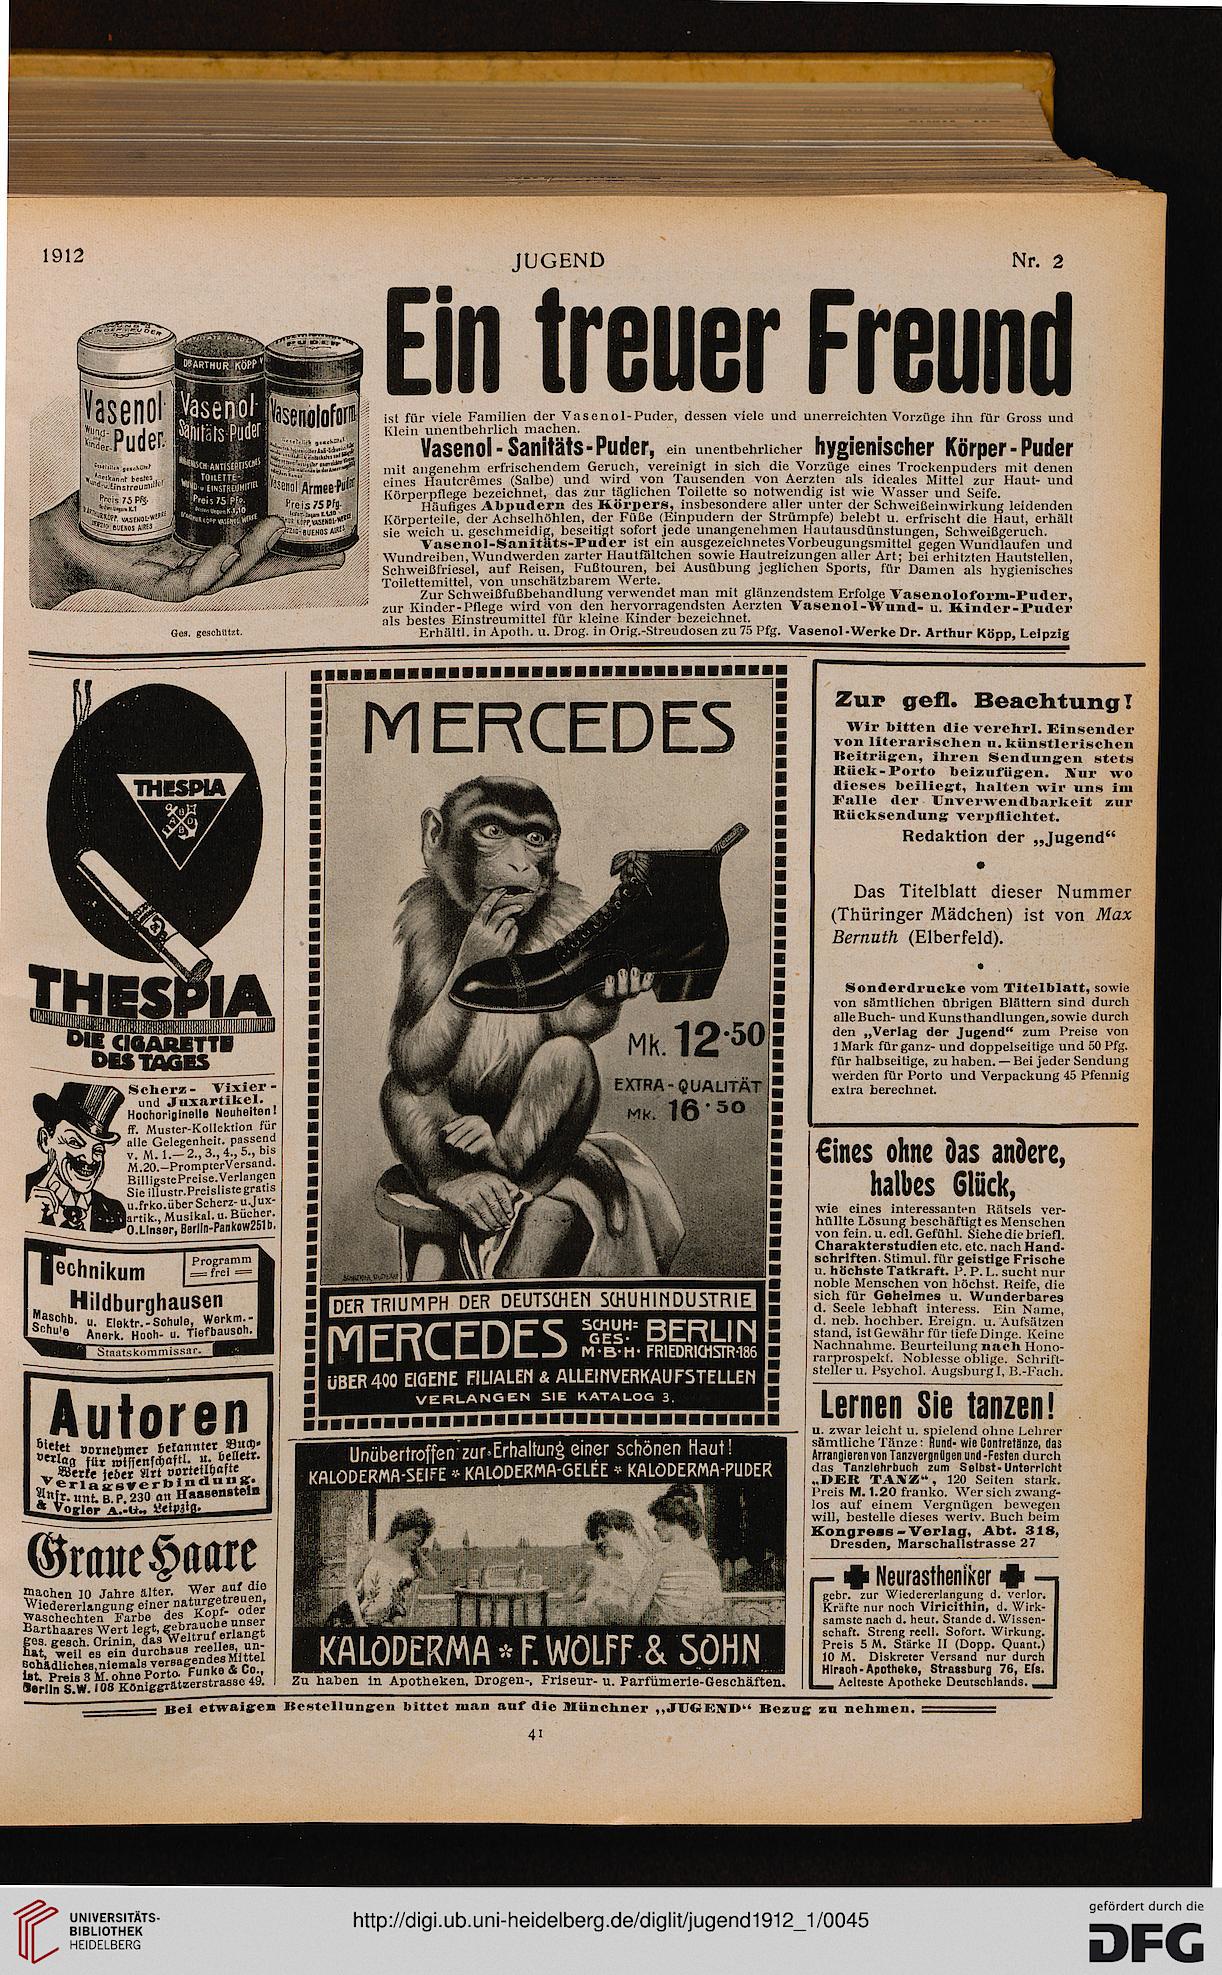 1912
JUGEND
Nr. 2
Ein treuer Freund
DR ARTHUR KÖPP
PUDER
Vasenol
Wund-
Kinder-
Puder.
Preis 75 Pfg.
BUENOS AIRES
Vasenol
Sanitäts-Puder
TOILETTE-
Preis 75 Pfg.
Vasenoloform
Vasenol Armee-Puder
Preis 75 Pfg.
BUENOS AIRES
Ges. geschützt.
ist für viele Familien der Vasenol-Puder, dessen viele und unerreichten Vorzüge ihn für Gross und
Klein unentbehrlich machen.
Vasenol-Sanitäts-Puder, ein unentbehrlicher hygienischer Körper-Puder
mit angenehm erfrischendem Geruch, vereinigt in sich die Vorzüge eines Trockenpuders mit denen
eines Hautcrêmes (Salbe) und wird von Tausenden von Aerzten als ideales Mittel zur Haut- und
Körperpflege bezeichnet, das zur täglichen Toilette so notwendig ist wie Wasser und Seife.
Häufiges Abpudern des Körpers, insbesondere aller unter der Schweißeinwirkung leidenden
Körperteile, der Achselhöhlen, der Füße (Einpudern der Strümpfe) belebt u. erfrischt die Haut, erhält
sie weich u. geschmeidig, beseitigt sofort jede unangenehmen Hautausdünstungen, Schweißgeruch.
Vasenol-Sanitäts-Puder ist ein ausgezeichnetes Vorbeugungsmittel gegen Wundlaufen und
Wundreiben, Wundwerden zarter Hautfältchen sowie Hautreizungen aller Art; bei erhitzten Hautstellen,
Schweißfriesel, auf Reisen, Fußtouren, bei Ausübung jeglichen Sports, für Damen als hygienisches
Toilettemittel, von unschätzbarem Werte.
Zur Schweißfußbehandlung verwendet man mit glänzendstem Erfolge Vasenoloform-Puder,
zur Kinder-Pflege wird von den hervorragendsten Aerzten Vasenol-Wund- u. Kinder-Puder
als bestes Einstreumittel für kleine Kinder bezeichnet.
Erhältl. in Apoth. u. Drog. in Orig.-Streudosen zu 75 Pfg. Vasenol-Werke Dr. Arthur Köpp, Leipzig
THESPIA
THESPIA
DIE CIGARETTE
DES TAGES
Scherz- Vixier-
und Juxartikel.
Hochoriginelle Neuheiten!
ff. Muster-Kollektion für
alle Gelegenheit. passend
v. M. 1.— 2., 3., 4., 5., bis
M.20.—Prompter Versand.
Billigste Preise. Verlangen
Sie illustr. Preisliste gratis
u. frko. über Scherz- u. Jux-
artik., Musikal. u. Bücher.
O. Linser, Berlin-Pankow 251b.
Technikum
Programm
frei
Hildburghausen
Maschb. u. Elektr.-Schule, Werkm.-
Schule Anerk. Hoch- u. Tiefbausch.
Staatskommissar.
Autoren
bietet vornehmer bekannter Buch-
verlag für wissenschaftl. u. belletr.
Werke jeder Art vorteilhafte
Verlagsverbindung.
Anfr. unt. B. P. 230 an Haasenstein
& Vogler A.-G., Leipzig.
Graue Haare
machen 10 Jahre älter. Wer auf die
Wiedererlangung einer naturgetreuen,
waschechten Farbe des Kopf- oder
Barthaares Wert legt, gebrauche unser
ges. gesch. Crinin, das Weltruf erlangt
hat, weil es ein durchaus reelles, un-
schädliches, niemals versagendes Mittel
ist. Preis 3 M. ohne Porto. Funke & Co.,
Berlin S.W. 108 Königgrätzerstrasse 49.
MERCEDES
Mk. 12.50
EXTRA-QUALITÄT
Mk. 16.50
DER TRIUMPH DER DEUTSCHEN SCHUHINDUSTRIE
MERCEDES SCHUH-GES. M.B.H. BERLIN FRIEDRICHSTR.186
ÜBER 400 EIGENE FILIALEN & ALLEINVERKAUFSTELLEN
VERLANGEN SIE KATALOG 3.
Unübertroffen zur Erhaltung einer schönen Haut!
KALODERMA-SEIFE * KALODERMA-GELÉE * KALODERMA-PUDER
KALODERMA * F. WOLFF & SOHN
Zu haben in Apotheken, Drogen-, Friseur- u. Parfümerie-Geschäften.
Zur gefl. Beachtung!
Wir bitten die verehrl. Einsender
von literarischen u. künstlerischen
Beiträgen, ihren Sendungen stets
Rück-Porto beizufügen. Nur wo
dieses beiliegt, halten wir uns im
Falle der Unverwendbarkeit zur
Rücksendung verpflichtet.
Redaktion der „Jugend“
Das Titelblatt dieser Nummer
(Thüringer Mädchen) ist von Max
Bernuth (Elberfeld).
Sonderdrucke vom Titelblatt, sowie
von sämtlichen übrigen Blättern sind durch
alle Buch- und Kunsthandlungen, sowie durch
den „Verlag der Jugend“ zum Preise von
1 Mark für ganz- und doppelseitige und 50 Pfg.
für halbseitige, zu haben. — Bei jeder Sendung
werden für Porto und Verpackung 45 Pfennig
extra berechnet.
Eines ohne das andere,
halbes Glück,
wie eines interessanten Rätsels ver-
hüllte Lösung beschäftigt es Menschen
von fein. u. edl. Gefühl. Siehe die briefl.
Charakterstudien etc. etc. nach Hand-
schriften. Stimul. für geistige Frische
u. höchste Tatkraft. P. P. L. sucht nur
noble Menschen von höchst. Reife, die
sich für Geheimes u. Wunderbares
d. Seele lebhaft interess. Ein Name,
d. neb. hochber. Ereign. u. Aufsätzen
stand, ist Gewähr für tiefe Dinge. Keine
Nachnahme. Beurteilung nach Hono-
rarprospekt. Noblesse oblige. Schrift-
steller u. Psychol. Augsburg I, B.-Fach.
Lernen Sie tanzen!
u. zwar leicht u. spielend ohne Lehrer
sämtliche Tänze: Rund- wie Contretänze, das
Arrangieren von Tanzvergnügen und -Festen durch
das Tanzlehrbuch zum Selbst-Unterricht
„DER TANZ“, 120 Seiten stark.
Preis M. 1.20 franko. Wer sich zwang-
los auf einem Vergnügen bewegen
will, bestelle dieses wertv. Buch beim
Kongress-Verlag, Abt. 318,
Dresden, Marschallstrasse 27
Neurastheniker
gebr. zur Wiedererlangung d. verlor.
Kräfte nur noch Viricithin, d. Wirk-
samste nach d. heut. Stande d. Wissen-
schaft. Streng reell. Sofort. Wirkung.
Preis 5 M. Stärke II (Dopp. Quant.)
10 M. Diskreter Versand nur durch
Hirsch-Apotheke, Strassburg 76, Els.
Aelteste Apotheke Deutschlands.
Bei etwaigen Bestellungen bittet man auf die Münchner „JUGEND“ Bezug zu nehmen.
41
UNIVERSITÄTS-
BIBLIOTHEK
HEIDELBERG
http://digi.ub.uni-heidelberg.de/diglit/jugend1912_1/0045
gefördert durch die
DFG